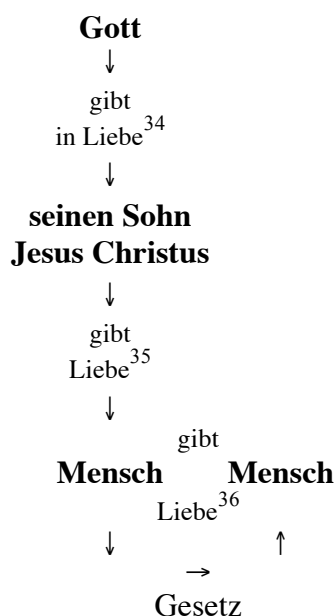 Gott
↓
gibt
in Liebe34
↓
seinen Sohn
Jesus Christus
↓
gibt
Liebe35
↓
gibt
Mensch Mensch
Liebe36
↓ ↑
→
Gesetz